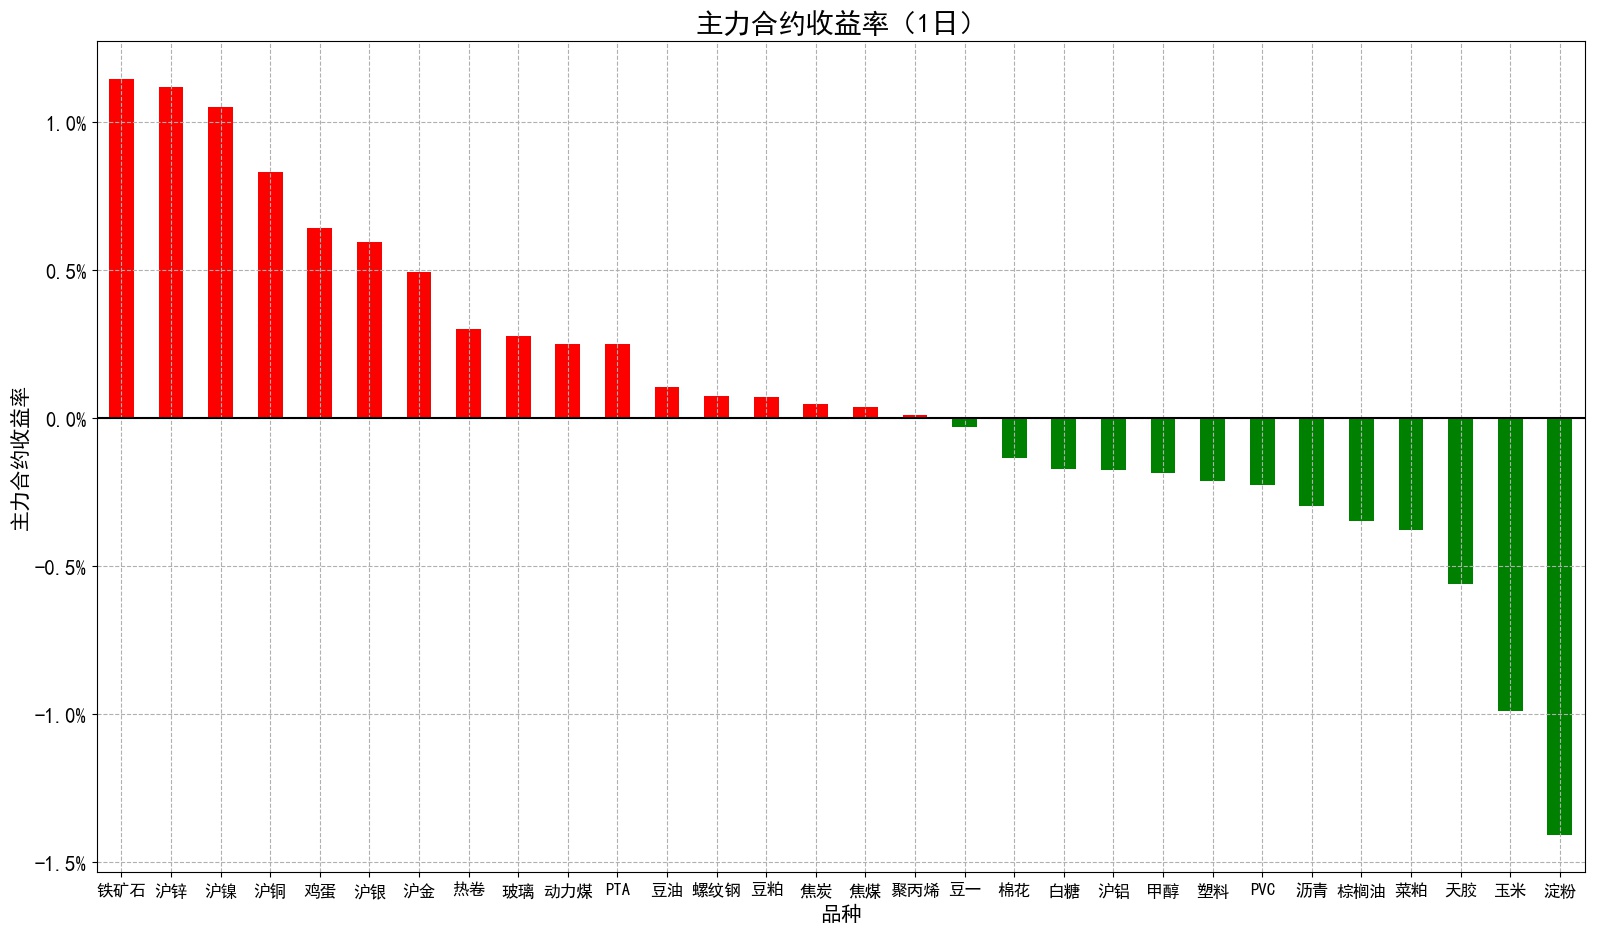 主力合约收益率（1日）
主力合约收益率
1.0%
0.5%
0.0%
−0.5%
−1.0%
−1.5%
铁矿石 沪锌 沪镍 沪铜 鸡蛋 沪银 沪金 热卷 玻璃 动力煤 PTA 豆油 螺纹钢 豆粕 焦炭 焦煤 聚丙烯 豆一 棉花 白糖 沪铝 甲醇 塑料 PVC 沥青 棕榈油 菜粕 天胶 玉米 淀粉
品种